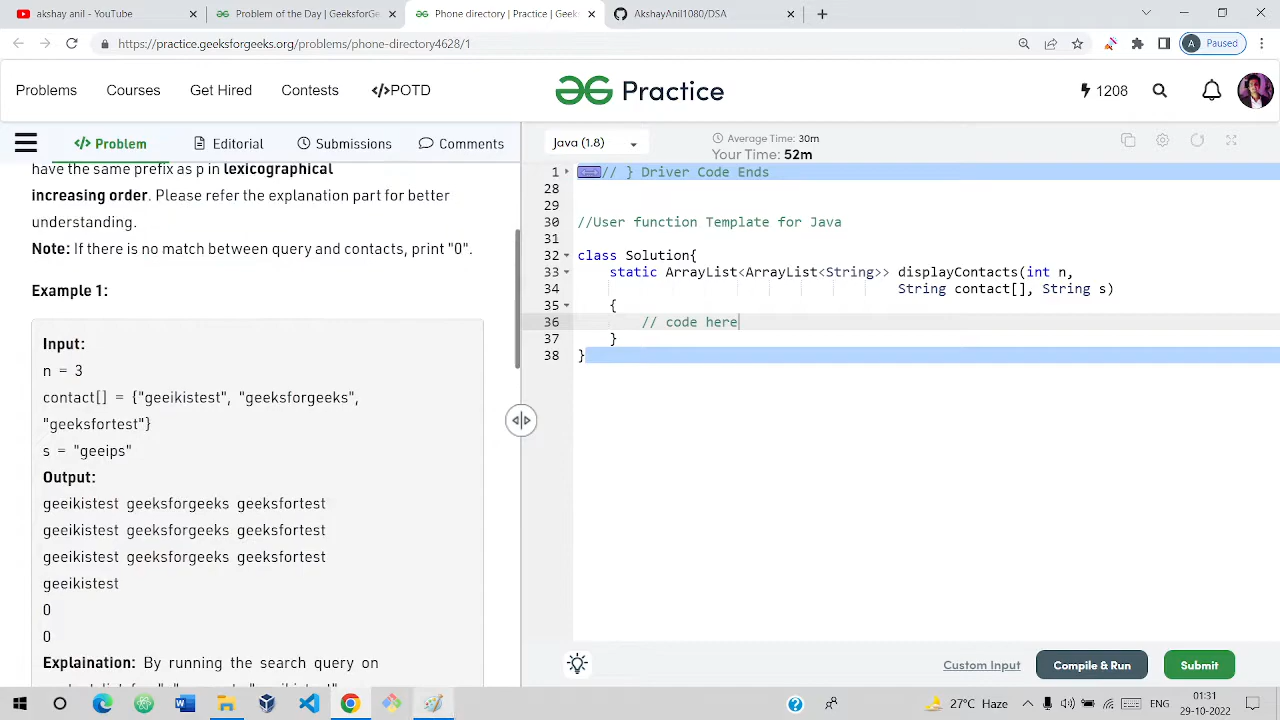 akshay anil - YouTube
Problem of the Day | GeeksforGe
Phone directory | Practice | Geek
AkshayAnil1080/Di
https://practice.geeksforgeeks.org/problems/phone-directory4628/1
A Paused
Problems Courses Get Hired Contests </>POTD
Practice
1208
</> Problem Editorial Submissions Comments
Java (1.8)
Average Time: 30m
Your Time: 52m
have the same prefix as p in lexicographical
increasing order. Please refer the explanation part for better
understanding.
Note: If there is no match between query and contacts, print "0".
Example 1:
Input:
n = 3
contact[] = {"geeikistest", "geeksforgeeks",
"geeksfortest"}
s = "geeips"
Output:
geeikistest geeksforgeeks geeksfortest
geeikistest geeksforgeeks geeksfortest
geeikistest geeksforgeeks geeksfortest
geeikistest
0
0
Explaination: By running the search query on
1 // } Driver Code Ends
28
29
30 //User function Template for Java
31
32 class Solution{
33 static ArrayList<ArrayList<String>> displayContacts(int n,
34 String contact[], String s)
35 {
36 // code here
37 }
38 }
Custom Input Compile & Run Submit
27°C Haze
ENG
01:31
29-10-2022